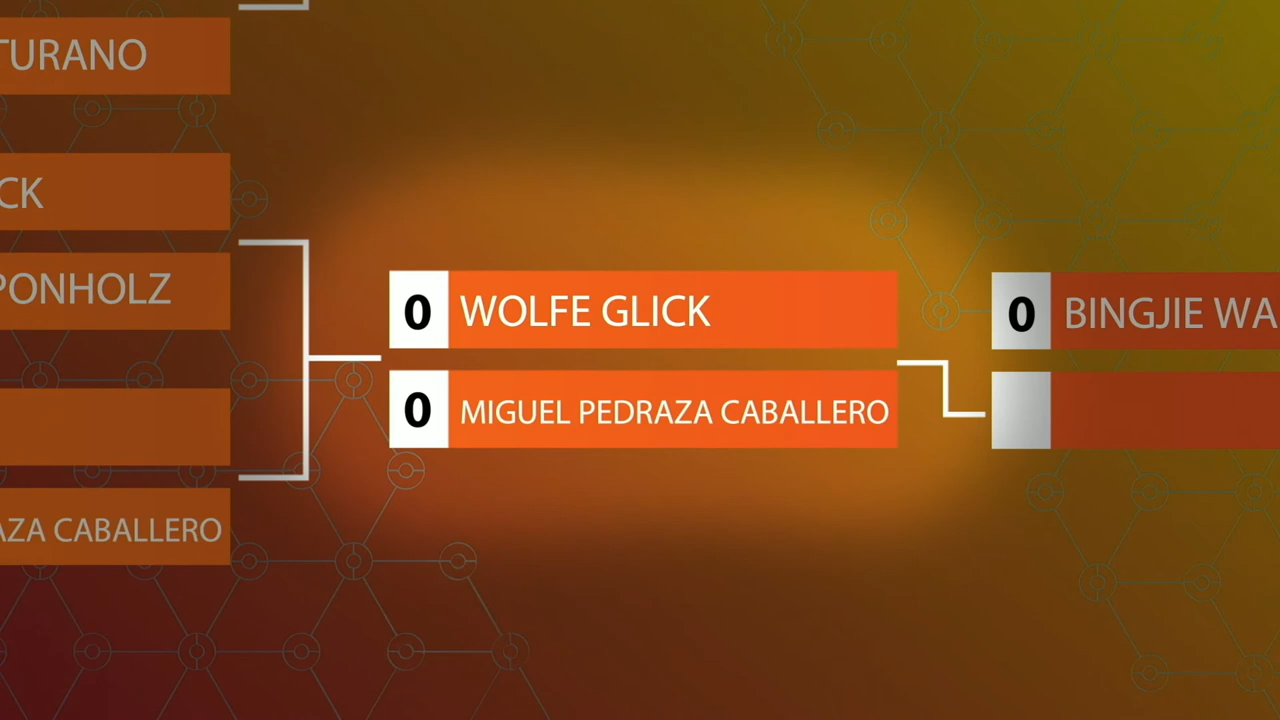 TURANO
CK
PONHOLZ
AZA CABALLERO
0 WOLFE GLICK
0 MIGUEL PEDRAZA CABALLERO
0 BINGJIE WA